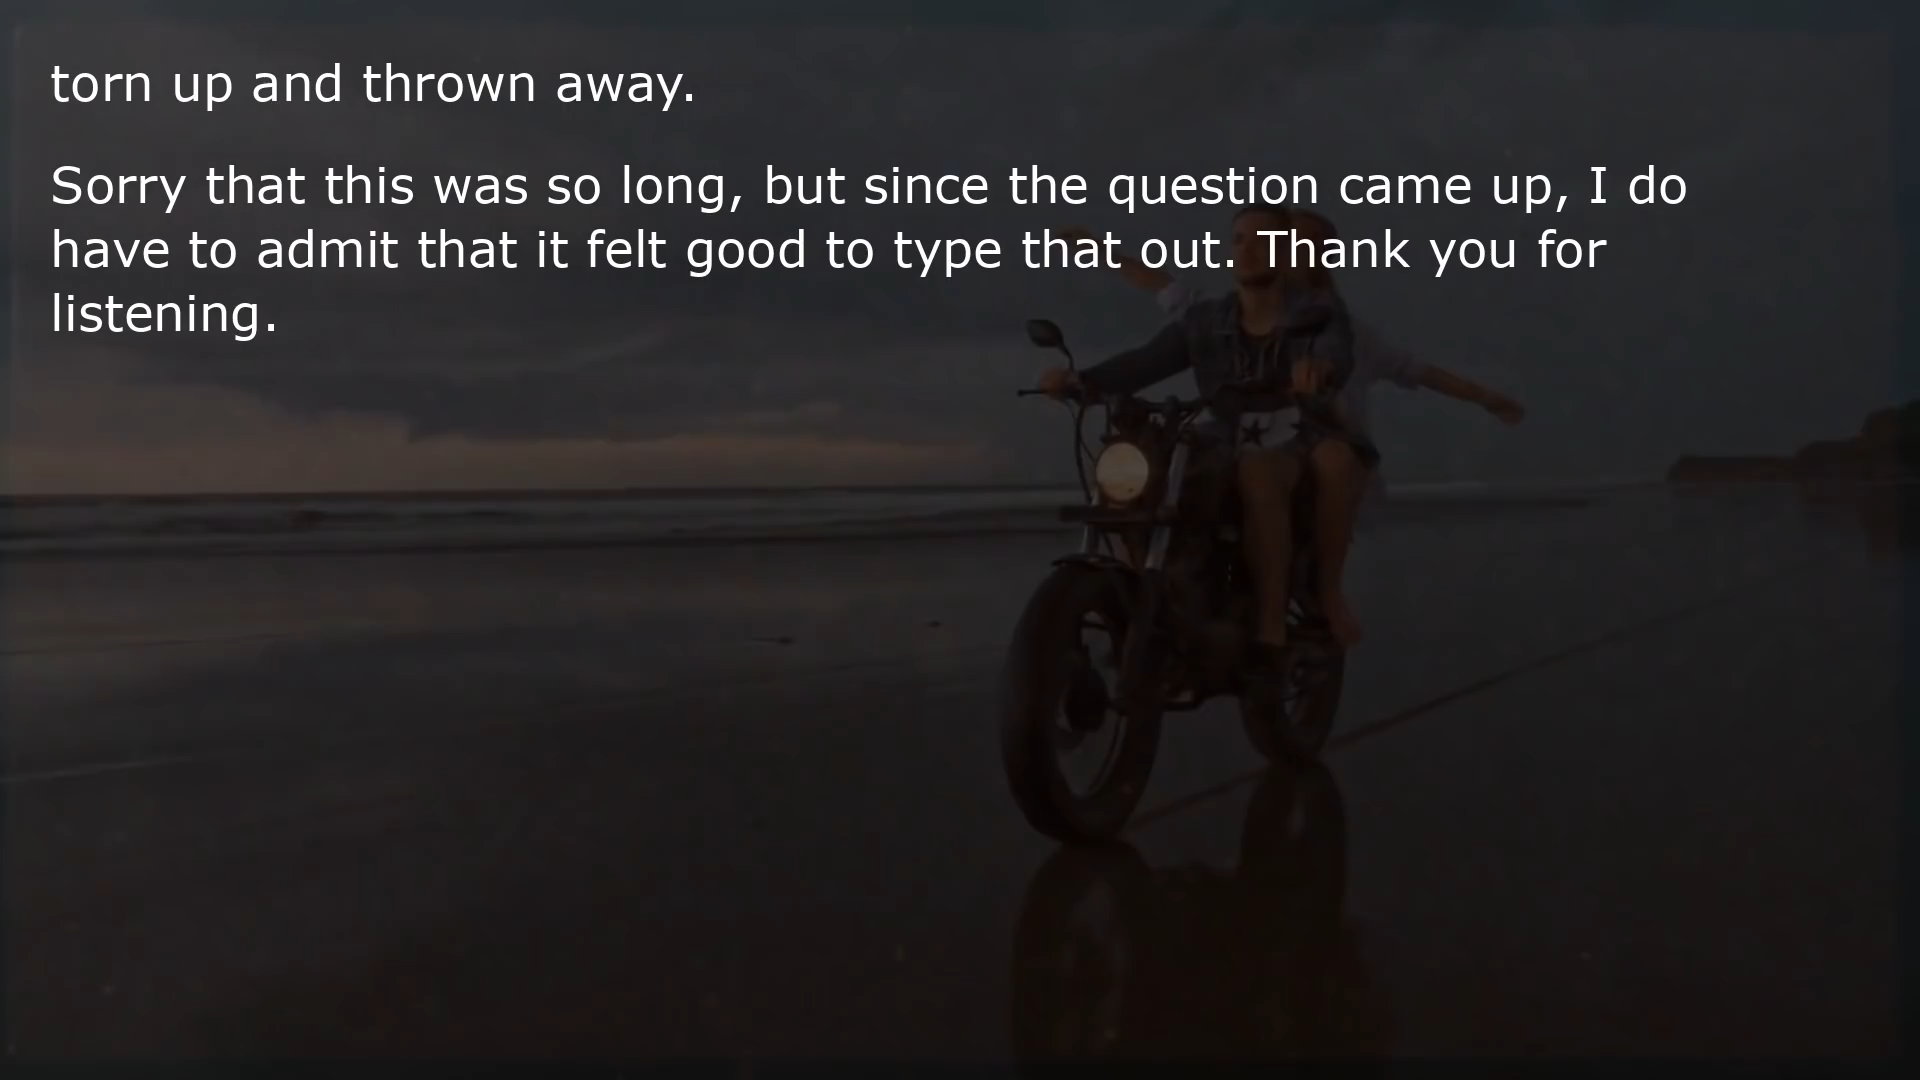 torn up and thrown away.
Sorry that this was so long, but since the question came up, I do
have to admit that it felt good to type that out. Thank you for
listening.